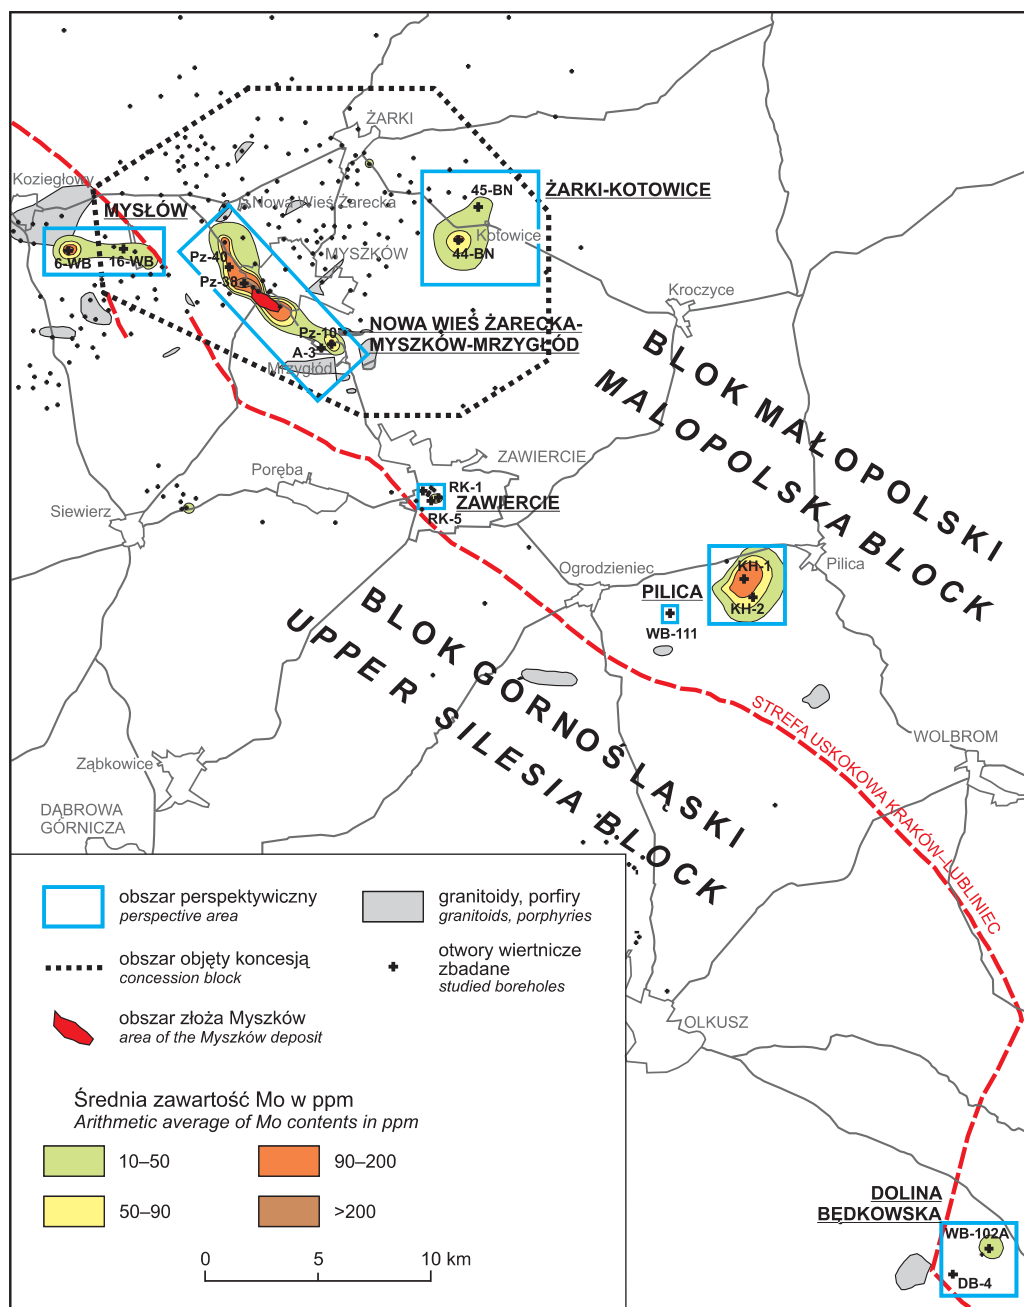 ŻARKI
Koziegłowy
MYSŁÓW
Nowa Wieś Żarecka
45-BN
ŻARKI-KOTOWICE
Kotowice
44-BN
6-WB
16-WB
Pz-40
MYSZKÓW
Pz-38
Kroczyce
Pz-10
A-3
NOWA WIEŚ ŻARECKA-
MYSZKÓW-MRZYGŁÓD
Mrzygłód
BLOK MAŁOPOLSKI
MALOPOLSKA BLOCK
ZAWIERCIE
Poręba
RK-1
ZAWIERCIE
RK-5
Siewierz
Ogrodzieniec
Pilica
KH-1
PILICA
KH-2
WB-111
BLOK GÓRNOŚLĄSKI
UPPER SILESIA BLOCK
STREFA USKOKOWA KRAKÓW–LUBLINIEC
WOLBROM
Ząbkowice
DĄBROWA
GÓRNICZA
obszar perspektywiczny
perspective area
granitoidy, porfiry
granitoids, porphyries
obszar objęty koncesją
concession block
otwory wiertnicze
zbadane
studied boreholes
obszar złoża Myszków
area of the Myszków deposit
OLKUSZ
Średnia zawartość Mo w ppm
Arithmetic average of Mo contents in ppm
10–50
90–200
50–90
>200
0 5 10 km
DOLINA
BĘDKOWSKA
WB-102A
DB-4